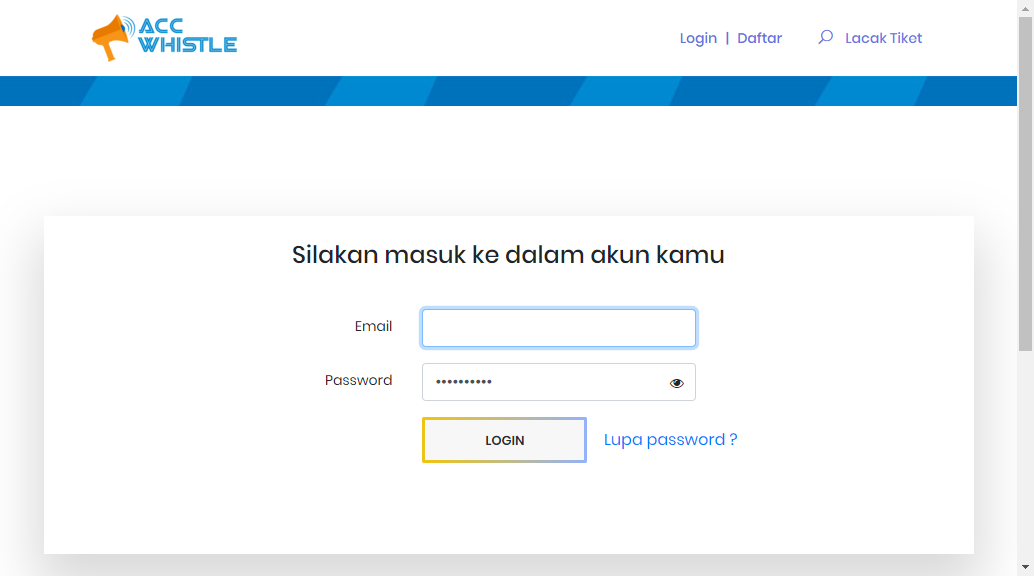 ACC
WHISTLE
Login | Daftar Lacak Tiket
Silakan masuk ke dalam akun kamu
Email
Password ••••••••••
LOGIN Lupa password ?